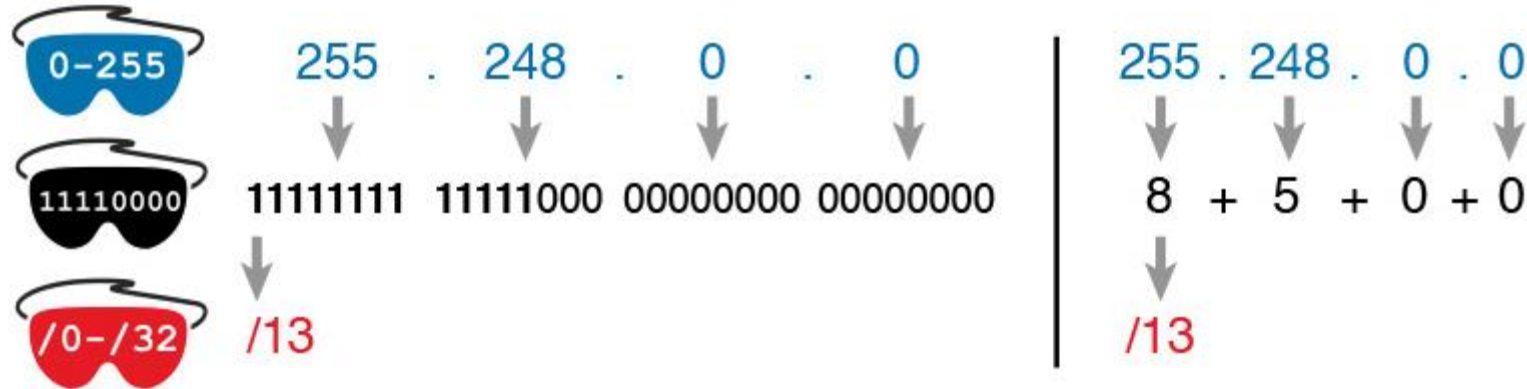 0-255 255 . 248 . 0 . 0 255 . 248 . 0 . 0
11110000 11111111 11111000 00000000 00000000 8 + 5 + 0 + 0
/0-/32 /13 /13